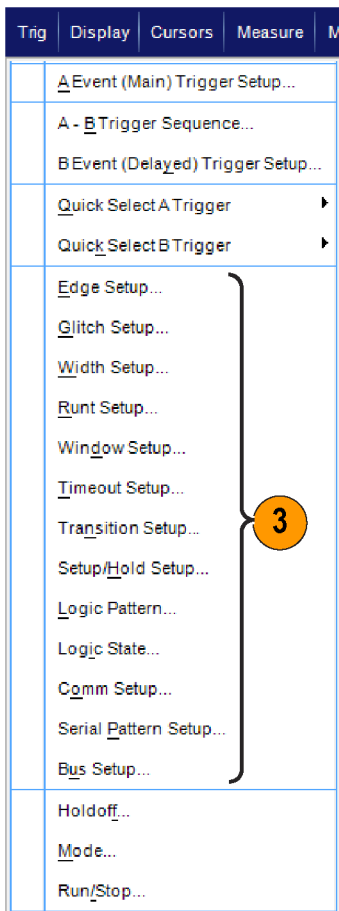 Trig Display Cursors Measure M
A Event (Main) Trigger Setup...
A - B Trigger Sequence...
B Event (Delayed) Trigger Setup...
Quick Select A Trigger
Quick Select B Trigger
Edge Setup...
Glitch Setup...
Width Setup...
Runt Setup...
Window Setup...
Timeout Setup...
Transition Setup...
3
Setup/Hold Setup...
Logic Pattern...
Logic State...
Comm Setup...
Serial Pattern Setup...
Bus Setup...
Holdoff...
Mode...
Run/Stop...